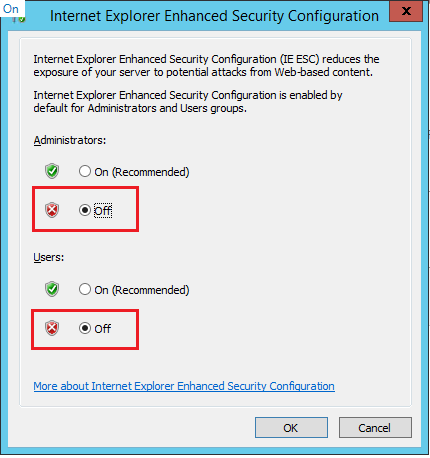 On
Internet Explorer Enhanced Security Configuration
X
Internet Explorer Enhanced Security Configuration (IE ESC) reduces the
exposure of your server to potential attacks from Web-based content.
Internet Explorer Enhanced Security Configuration is enabled by
default for Administrators and Users groups.
Administrators:
On (Recommended)
Off
Users:
On (Recommended)
Off
More about Internet Explorer Enhanced Security Configuration
OK
Cancel